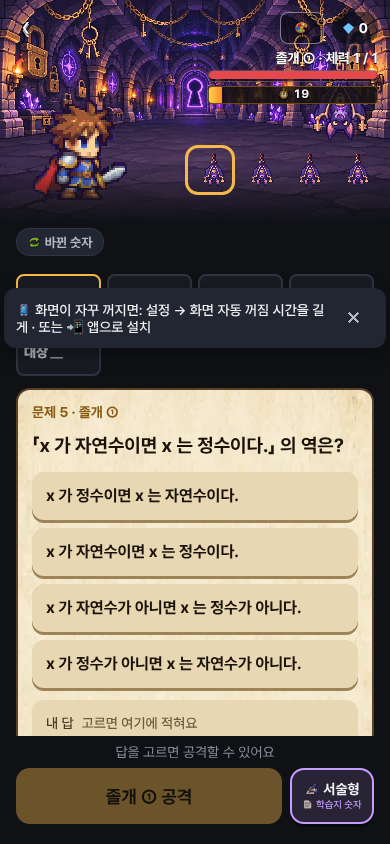 0
졸개 ① · 체력 1 / 1
19
바뀐 숫자
📱 화면이 자꾸 꺼지면: 설정 → 화면 자동 꺼짐 시간을 길
게 · 또는 📲 앱으로 설치
대상 __
문제 5 · 졸개 ①
「x 가 자연수이면 x 는 정수이다.」 의 역은?
x 가 정수이면 x 는 자연수이다.
x 가 자연수이면 x 는 정수이다.
x 가 자연수가 아니면 x 는 정수가 아니다.
x 가 정수가 아니면 x 는 자연수가 아니다.
내 답 고르면 여기에 적혀요
답을 고르면 공격할 수 있어요
졸개 ① 공격
서술형
학습지 숫자